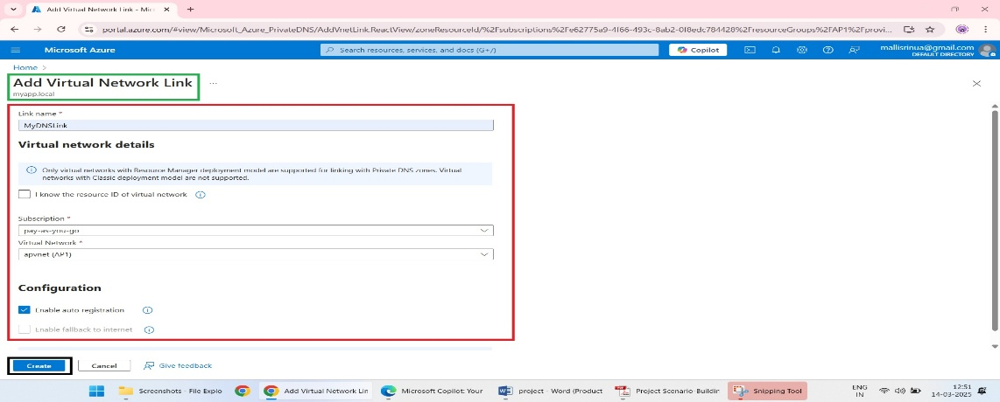 Add Virtual Network Link - Mic
portal.azure.com/#view/Microsoft_Azure_PrivateDNS/AddVnetLink.ReactView/zoneResourceId/%2Fsubscriptions%2Fe62775a9-4f66-493c-8ab2-0f8edc784428%2FresourceGroups%2FAP1%2Fprovi...
Microsoft Azure
Search resources, services, and docs (G+/)
Copilot
mallisrinua@gmail.com
DEFAULT DIRECTORY
Home >
Add Virtual Network Link ...
myapp.local
Link name *
MyDNSLink
Virtual network details
Only virtual networks with Resource Manager deployment model are supported for linking with Private DNS zones. Virtual
networks with Classic deployment model are not supported.
I know the resource ID of virtual network
Subscription *
pay-as-you-go
Virtual Network *
apvnet (AP1)
Configuration
Enable auto registration
Enable fallback to internet
Create
Cancel
Give feedback
Screenshots - File Explo
Add Virtual Network Lin
Microsoft Copilot: Your
project - Word (Product
Project Scenario-Buildin
Snipping Tool
ENG
IN
12:51
14-03-2025